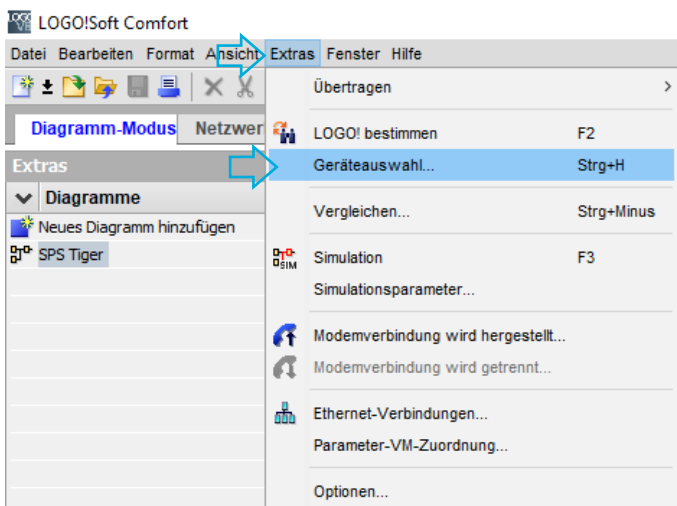 LOGO!Soft Comfort
Datei Bearbeiten Format Ansicht Extras Fenster Hilfe
Diagramm-Modus Netzwer
Extras
Diagramme
Neues Diagramm hinzufügen
SPS Tiger
Übertragen
LOGO! bestimmen F2
Geräteauswahl... Strg+H
Vergleichen... Strg+Minus
Simulation F3
Simulationsparameter...
Modemverbindung wird hergestellt...
Modemverbindung wird getrennt...
Ethernet-Verbindungen...
Parameter-VM-Zuordnung...
Optionen...